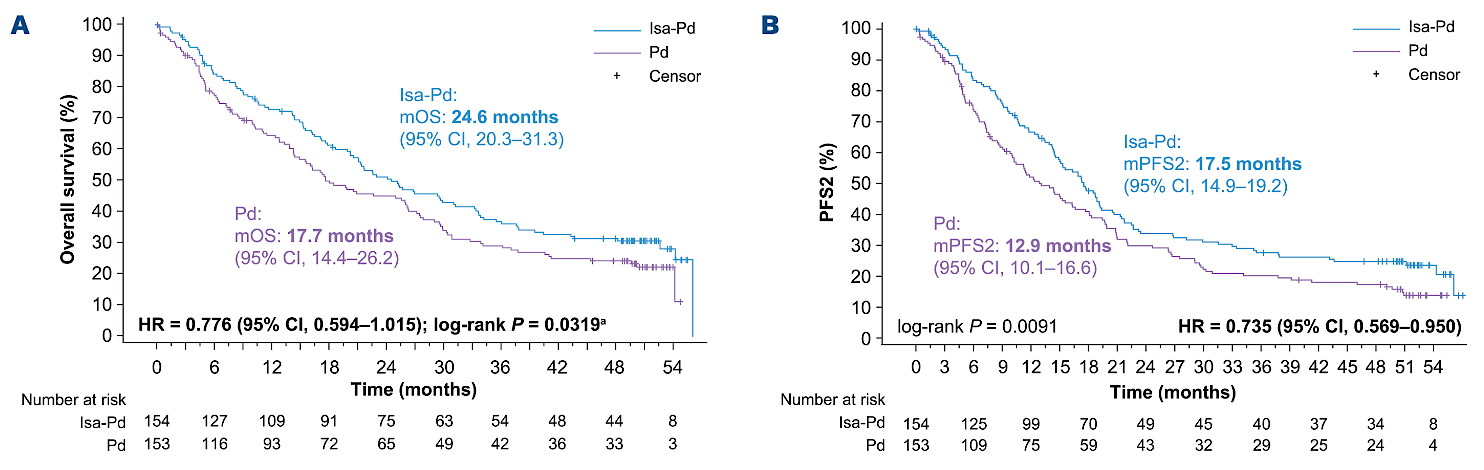 A
Overall survival (%)
100
90
80
70
60
50
40
30
20
10
0
Isa-Pd
Pd
+ Censor
Isa-Pd:
mOS: 24.6 months
(95% CI, 20.3–31.3)
Pd:
mOS: 17.7 months
(95% CI, 14.4–26.2)
HR = 0.776 (95% CI, 0.594–1.015); log-rank P = 0.0319ª
0 6 12 18 24 30 36 42 48 54
Time (months)
Number at risk
Isa-Pd 154 127 109 91 75 63 54 48 44 8
Pd 153 116 93 72 65 49 42 36 33 3
B
PFS2 (%)
100
90
80
70
60
50
40
30
20
10
0
Isa-Pd
Pd
+ Censor
Isa-Pd:
mPFS2: 17.5 months
(95% CI, 14.9–19.2)
Pd:
mPFS2: 12.9 months
(95% CI, 10.1–16.6)
log-rank P = 0.0091
HR = 0.735 (95% CI, 0.569–0.950)
0 3 6 9 12 15 18 21 24 27 30 33 36 39 42 45 48 51 54
Time (months)
Number at risk
Isa-Pd 154 125 99 70 49 45 40 37 34 8
Pd 153 109 75 59 43 32 29 25 24 4